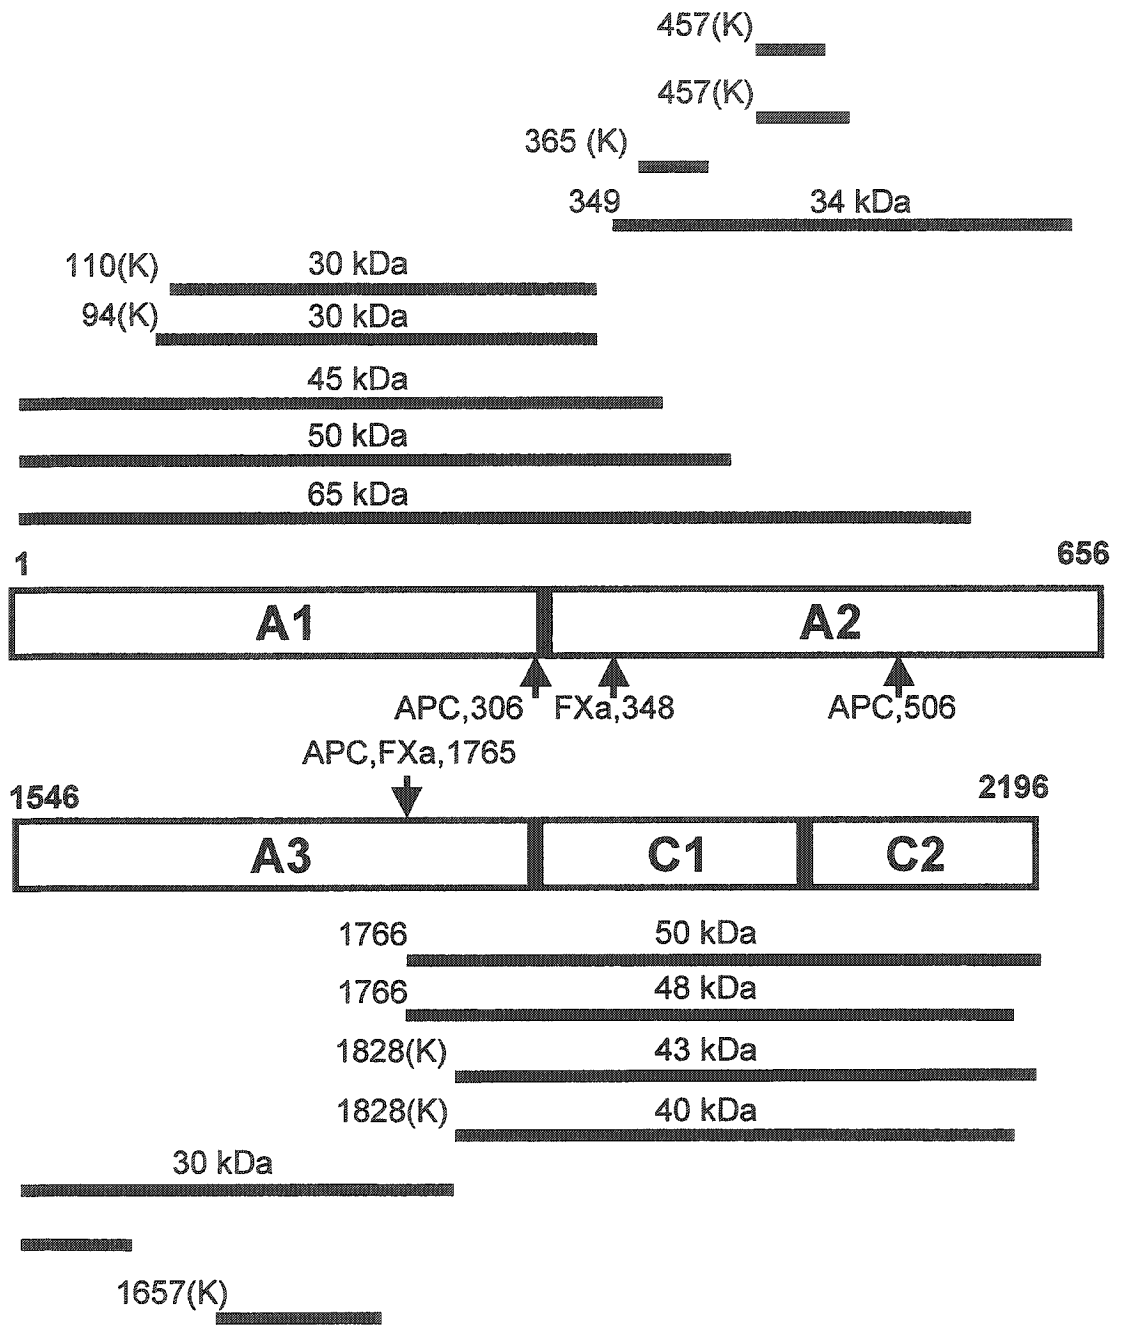 457(K)
457(K)
365 (K)
349 34 kDa
110(K) 30 kDa
94(K) 30 kDa
45 kDa
50 kDa
65 kDa
1 656
A1 A2
APC,306 FXa,348 APC,506
APC,FXa,1765
1546 2196
A3 C1 C2
1766 50 kDa
1766 48 kDa
1828(K) 43 kDa
1828(K) 40 kDa
30 kDa
1657(K)